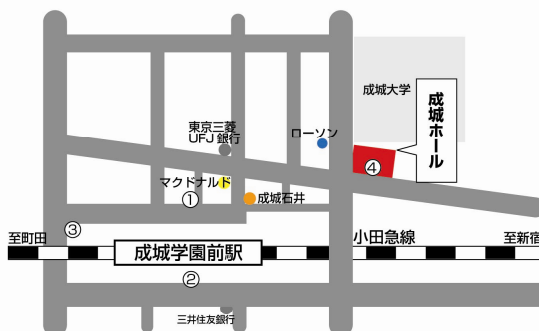 成城大学
成城ホール
東京三菱
UFJ銀行
ローソン
④
マクドナルド
①
成城石井
③
至町田
成城学園前駅
小田急線
至新宿
②
三井住友銀行